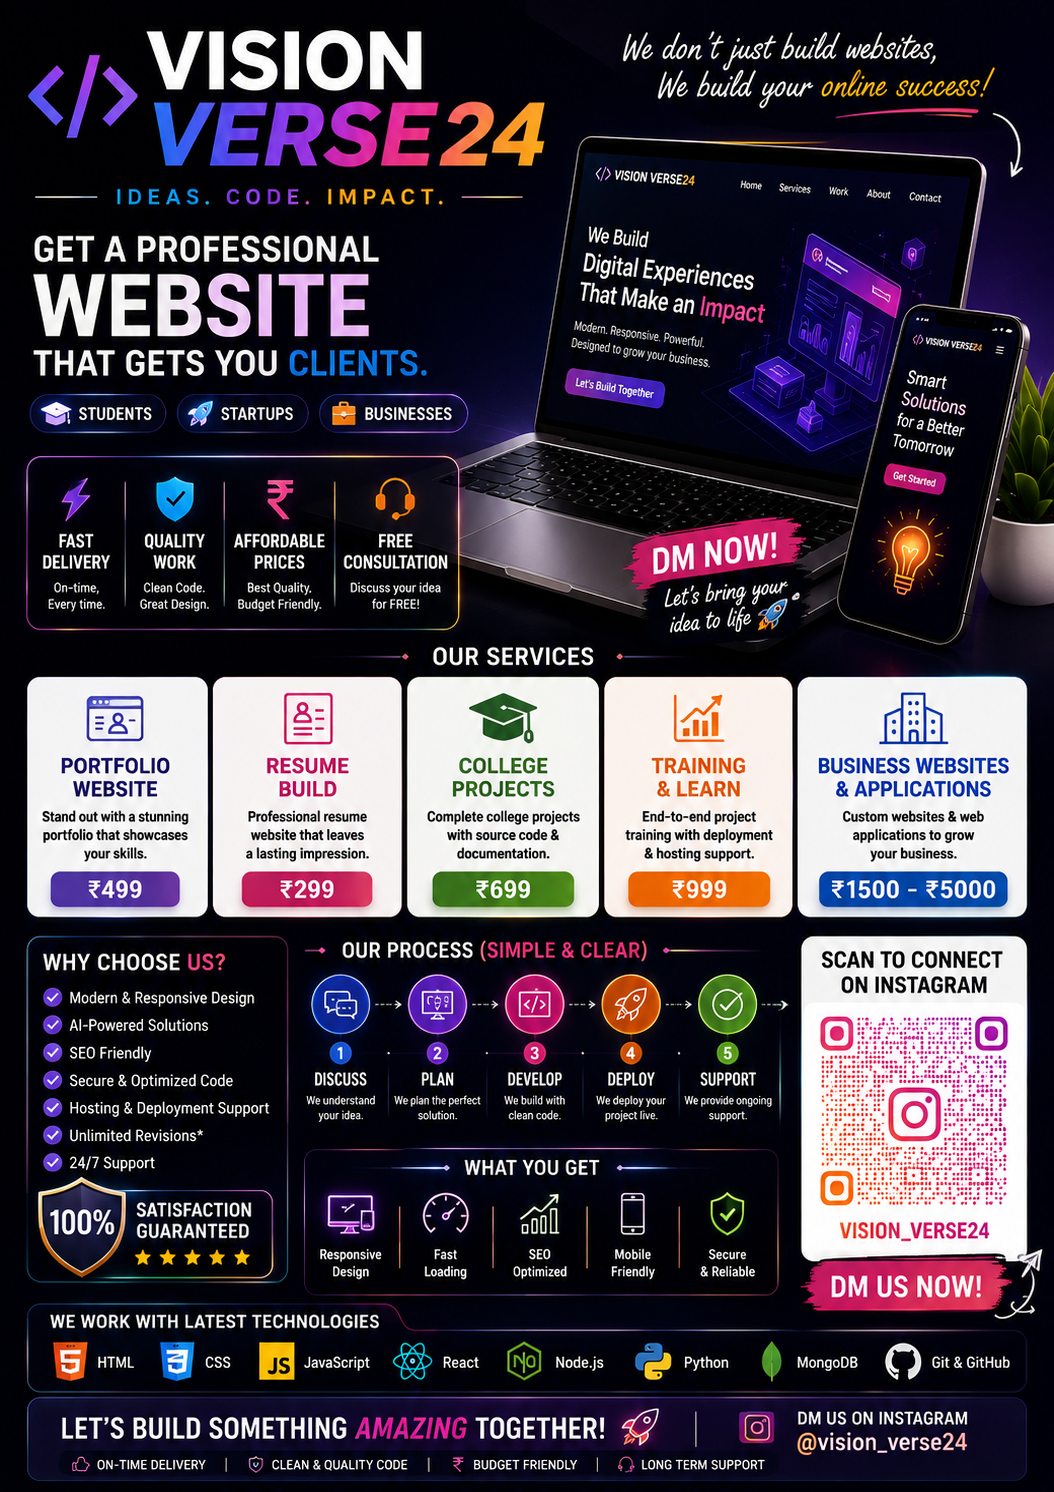 </>
VISION
VERSE24
IDEAS. CODE. IMPACT.
We don't just build websites,
We build your online success!
GET A PROFESSIONAL
WEBSITE
THAT GETS YOU CLIENTS.
STUDENTS
STARTUPS
BUSINESSES
</> VISION VERSE24
Home Services Work About Contact
We Build
Digital Experiences
That Make an Impact
Modern. Responsive. Powerful.
Designed to grow your business.
Let's Build Together
</> VISION VERSE24
Smart
Solutions
for a Better
Tomorrow
Get Started
FAST
DELIVERY
On-time,
Every time.
QUALITY
WORK
Clean Code.
Great Design.
₹
AFFORDABLE
PRICES
Best Quality.
Budget Friendly.
FREE
CONSULTATION
Discuss your idea
for FREE!
DM NOW!
Let's bring your
idea to life
OUR SERVICES
PORTFOLIO
WEBSITE
Stand out with a stunning
portfolio that showcases
your skills.
₹499
RESUME
BUILD
Professional resume
website that leaves
a lasting impression.
₹299
COLLEGE
PROJECTS
Complete college projects
with source code &
documentation.
₹699
TRAINING
& LEARN
End-to-end project
training with deployment
& hosting support.
₹999
BUSINESS WEBSITES
& APPLICATIONS
Custom websites & web
applications to grow
your business.
₹1500 - ₹5000
WHY CHOOSE US?
Modern & Responsive Design
AI-Powered Solutions
SEO Friendly
Secure & Optimized Code
Hosting & Deployment Support
Unlimited Revisions*
24/7 Support
100%
SATISFACTION
GUARANTEED
OUR PROCESS (SIMPLE & CLEAR)
</>
1
DISCUSS
We understand
your idea.
2
PLAN
We plan the perfect
solution.
3
DEVELOP
We build with
clean code.
4
DEPLOY
We deploy your
project live.
5
SUPPORT
We provide ongoing
support.
WHAT YOU GET
Responsive
Design
Fast
Loading
SEO
Optimized
Mobile
Friendly
Secure
& Reliable
SCAN TO CONNECT
ON INSTAGRAM
VISION_VERSE24
DM US NOW!
WE WORK WITH LATEST TECHNOLOGIES
5 HTML
3 CSS
JS JavaScript
React
Node.js
Python
MongoDB
Git & GitHub
LET'S BUILD SOMETHING AMAZING TOGETHER!
DM US ON INSTAGRAM
@vision_verse24
ON-TIME DELIVERY
CLEAN & QUALITY CODE
₹ BUDGET FRIENDLY
LONG TERM SUPPORT